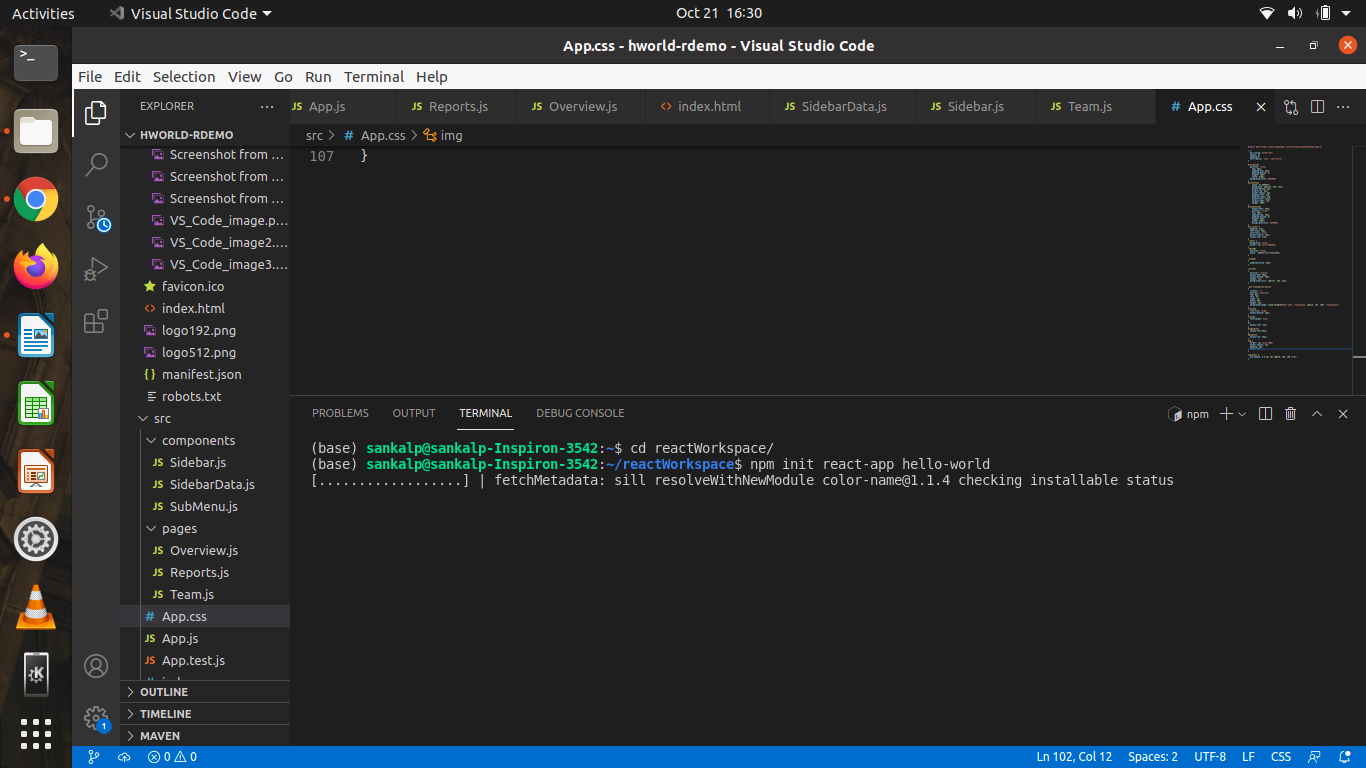 Activities
Visual Studio Code
Oct 21 16:30
App.css - hworld-rdemo - Visual Studio Code
File Edit Selection View Go Run Terminal Help
EXPLORER
JS App.js
JS Reports.js
JS Overview.js
<> index.html
JS SidebarData.js
JS Sidebar.js
JS Team.js
# App.css
src > # App.css > img
107 }
HWORLD-RDEMO
Screenshot from ...
Screenshot from ...
Screenshot from ...
VS_Code_image.p...
VS_Code_image2....
VS_Code_image3....
favicon.ico
<> index.html
logo192.png
logo512.png
{} manifest.json
robots.txt
src
components
JS Sidebar.js
JS SidebarData.js
JS SubMenu.js
pages
JS Overview.js
JS Reports.js
JS Team.js
# App.css
JS App.js
JS App.test.js
OUTLINE
TIMELINE
MAVEN
PROBLEMS OUTPUT TERMINAL DEBUG CONSOLE
npm
(base) sankalp@sankalp-Inspiron-3542:~$ cd reactWorkspace/
(base) sankalp@sankalp-Inspiron-3542:~/reactWorkspace$ npm init react-app hello-world
[..................] | fetchMetadata: sill resolveWithNewModule color-name@1.1.4 checking installable status
1
0 0
Ln 102, Col 12
Spaces: 2
UTF-8
LF
CSS